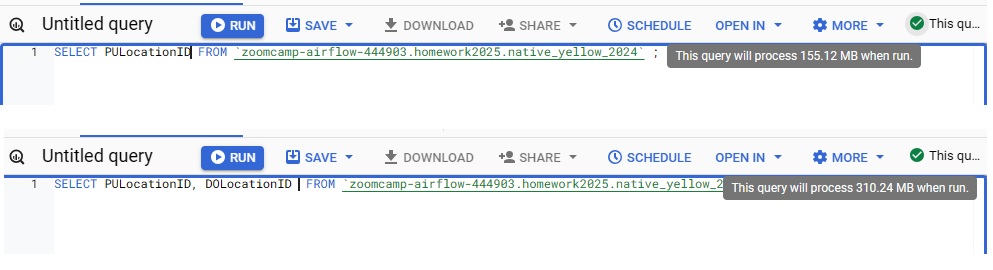 Untitled query RUN SAVE DOWNLOAD SHARE SCHEDULE OPEN IN MORE This qu...
1 SELECT PULocationID FROM `zoomcamp-airflow-444903.homework2025.native_yellow_2024` ;
This query will process 155.12 MB when run.
Untitled query RUN SAVE DOWNLOAD SHARE SCHEDULE OPEN IN MORE This qu...
1 SELECT PULocationID, DOLocationID FROM `zoomcamp-airflow-444903.homework2025.native_yellow_2
This query will process 310.24 MB when run.